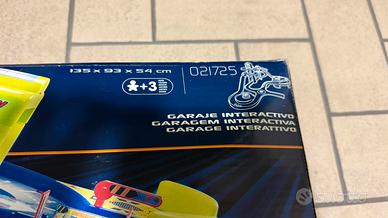 135 x 93 x 54 cm
021725
+3
GARAJE INTERACTIVO
GARAGEM INTERACTIVA
GARAGE INTERATTIVO